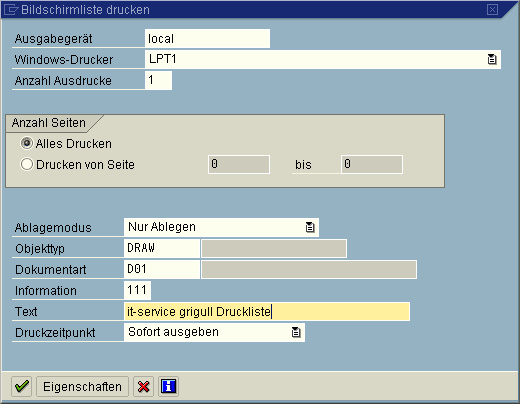 Bildschirmliste drucken
Ausgabegerät local
Windows-Drucker LPT1
Anzahl Ausdrucke 1
Anzahl Seiten
Alles Drucken
Drucken von Seite 0 bis 0
Ablagemodus Nur Ablegen
Objekttyp DRAW
Dokumentart D01
Information 111
Text it-service grigull Druckliste
Druckzeitpunkt Sofort ausgeben
Eigenschaften